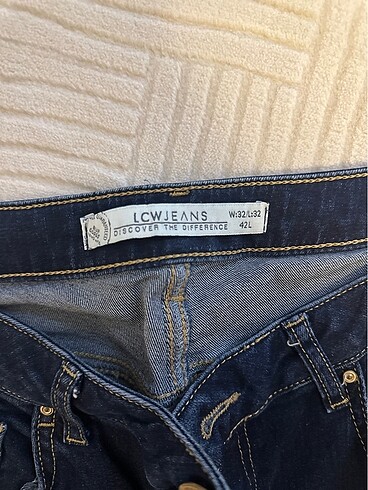 LCWJEANS
DISCOVER THE DIFFERENCE
W:32/L:32
42L